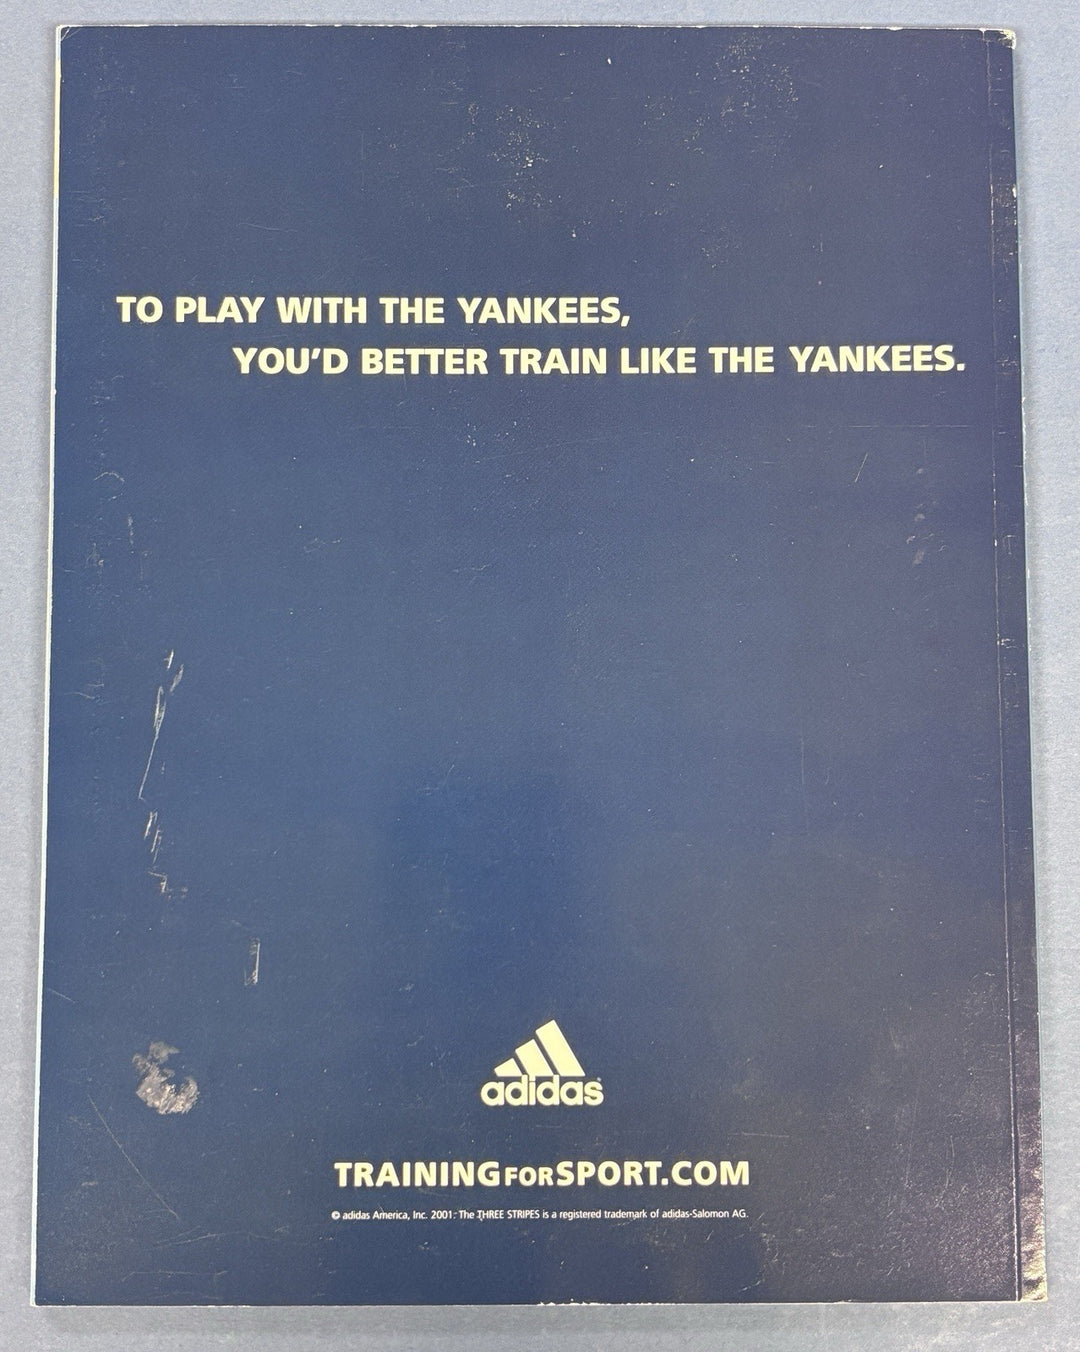 TO PLAY WITH THE YANKEES,
YOU'D BETTER TRAIN LIKE THE YANKEES.
adidas
TRAININGFORSPORT.COM
© adidas America, Inc. 2001. The THREE STRIPES is a registered trademark of adidas-Salomon AG.